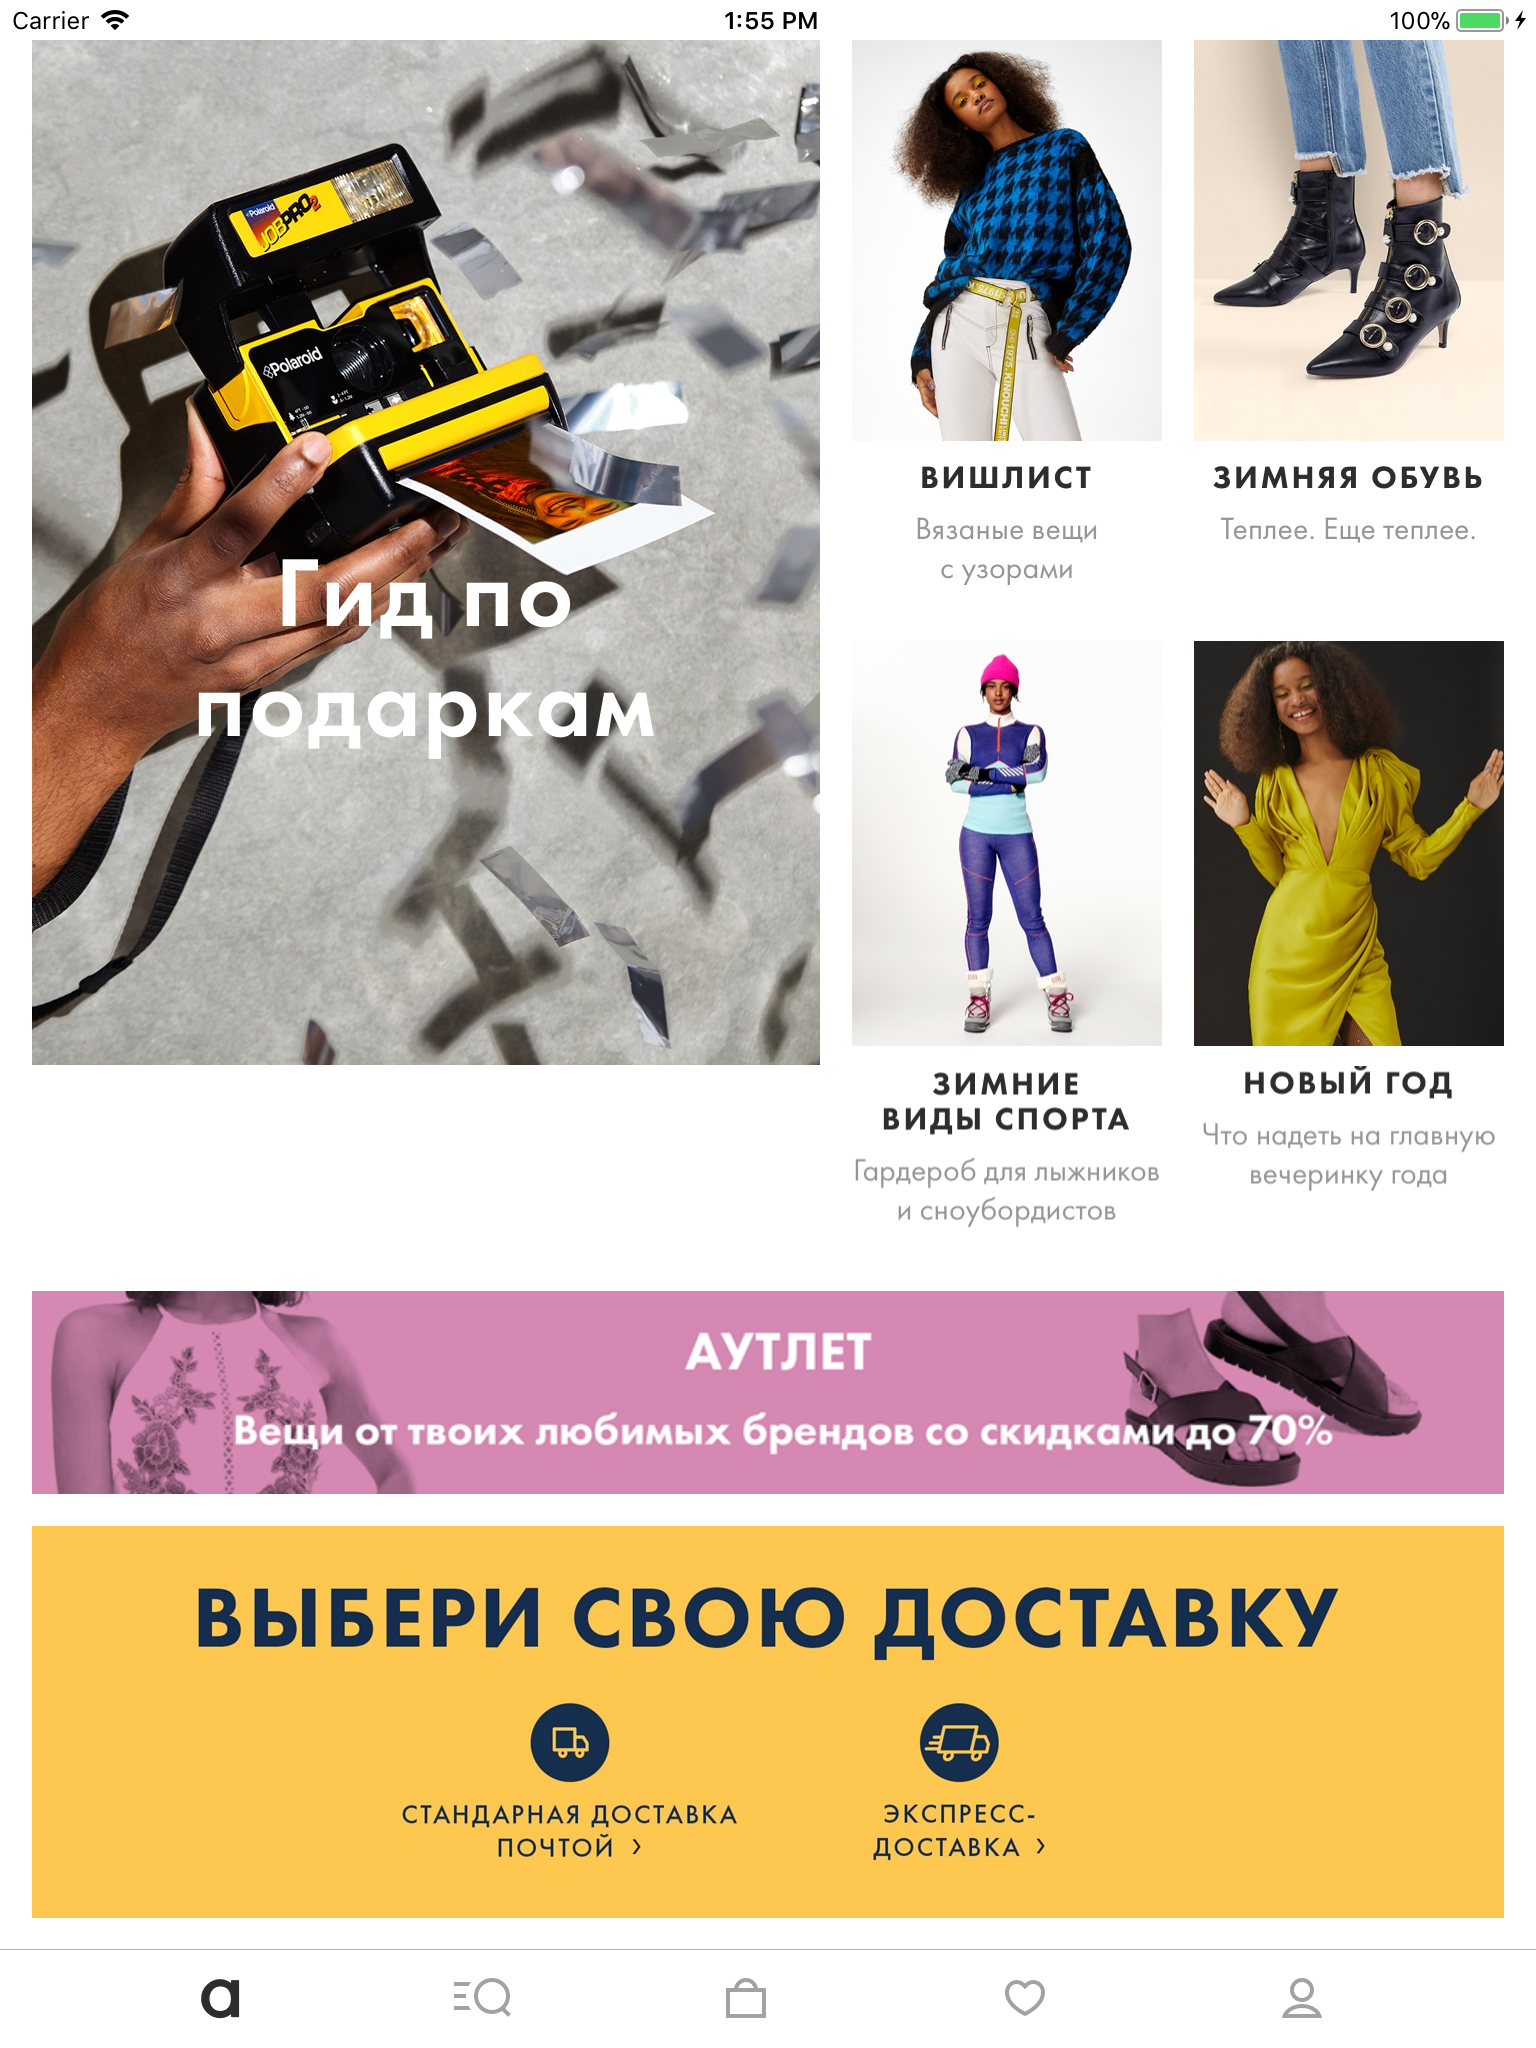 Carrier
1:55 PM
100%
Polaroid
JOBPRO2
Polaroid
Гид по
подаркам
ВИШЛИСТ
Вязаные вещи
с узорами
ЗИМНЯЯ ОБУВЬ
Теплее. Еще теплее.
ЗИМНИЕ
ВИДЫ СПОРТА
Гардероб для лыжников
и сноубордистов
НОВЫЙ ГОД
Что надеть на главную
вечеринку года
АУТЛЕТ
Вещи от твоих любимых брендов со скидками до 70%
ВЫБЕРИ СВОЮ ДОСТАВКУ
СТАНДАРНАЯ ДОСТАВКА
ПОЧТОЙ ›
ЭКСПРЕСС-
ДОСТАВКА ›
a